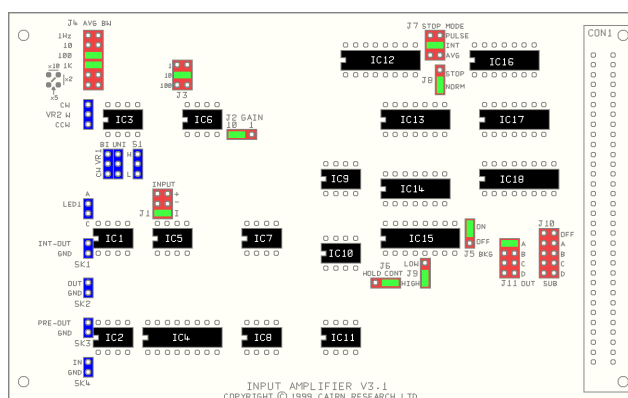 J4 AVG BW
1Hz
10
100
1K
x10
x2
x5
CW
VR2 W
CCW
IC3
1
10
100
J3
IC6
J2 GAIN
10 1
J7 STOP MODE
PULSE
INT
AVG
J8
STOP
NORM
IC12
IC16
CON1
IC13
IC17
BI UNI S1
CW VR1
H
L
IC9
IC14
IC18
A
LED1
C
INPUT
+
-
J1 I
INT-OUT
GND
SK1
IC1
IC5
IC7
IC10
IC15
ON
OFF
J5 BKG
J10
OFF
A
B
C
D
SUB
A
B
C
D
J11 OUT
J6
HOLD CONT
LOW
J9
HIGH
OUT
GND
SK2
PRE-OUT
GND
SK3
IC2
IC4
IC8
IC11
IN
GND
SK4
INPUT AMPLIFIER V3.1
COPYRIGHT © 1999 CAIRN RESEARCH LTD